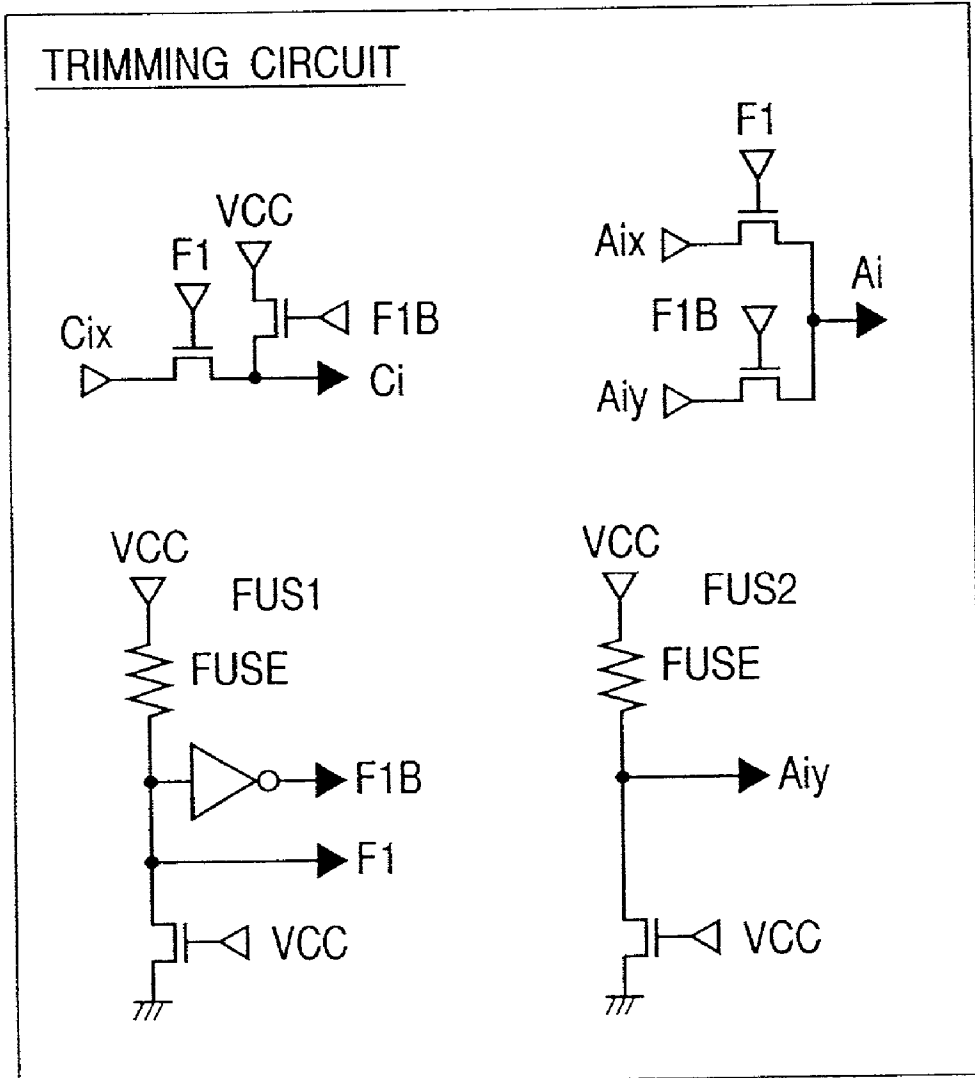 TRIMMING CIRCUIT
F1
VCC
F1
Aix
Ai
Cix
F1B
F1B
Ci
Aiy
VCC
VCC
FUS1
FUS2
FUSE
FUSE
F1B
Aiy
F1
VCC
VCC